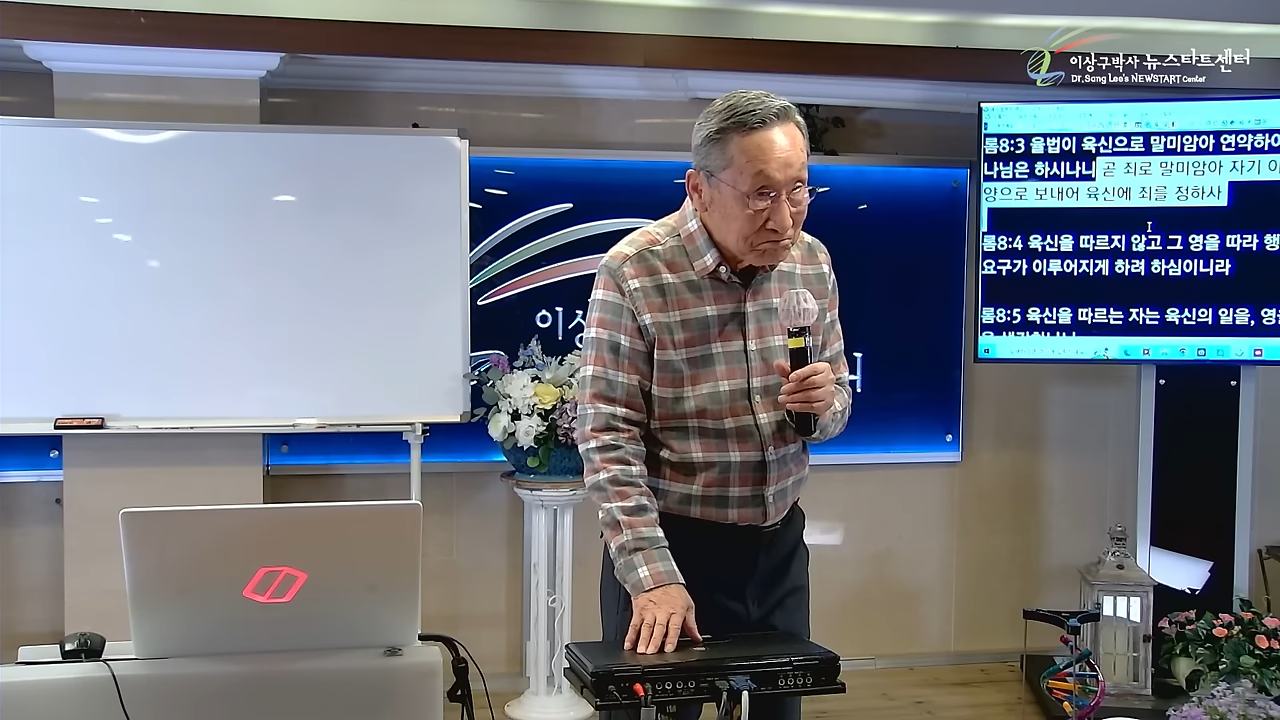 이상구박사 뉴스타트센터
Dr. Sang Lee's NEWSTART Center
롬8:3 율법이 육신으로 말미암아 연약하여
나님은 하시나니 곧 죄로 말미암아 자기 아
양으로 보내어 육신에 죄를 정하사
롬8:4 육신을 따르지 않고 그 영을 따라 행
요구가 이루어지게 하려 하심이니라
롬8:5 육신을 따르는 자는 육신의 일을, 영을
이상